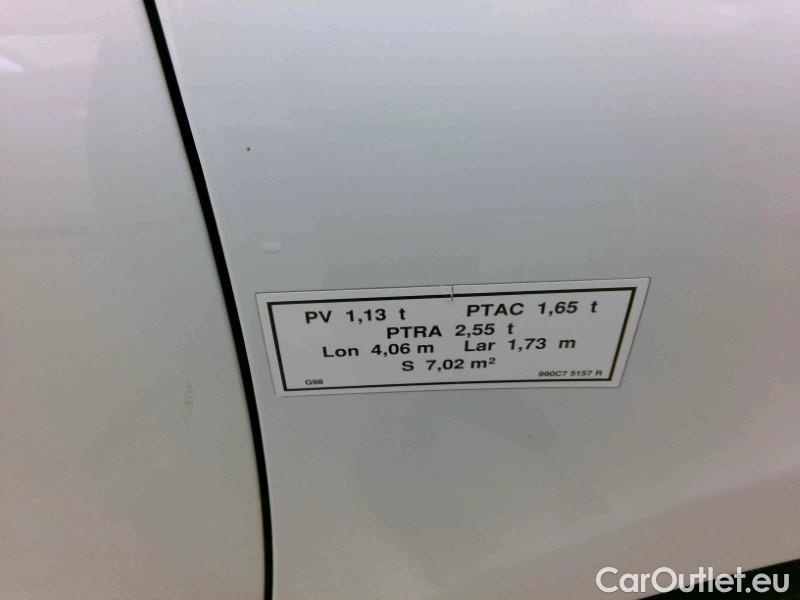 PV 1,13 t PTAC 1,65 t
PTRA 2,55 t
Lon 4,06 m Lar 1,73 m
S 7,02 m²
G98 990C7 5157 R
CarOutlet.eu